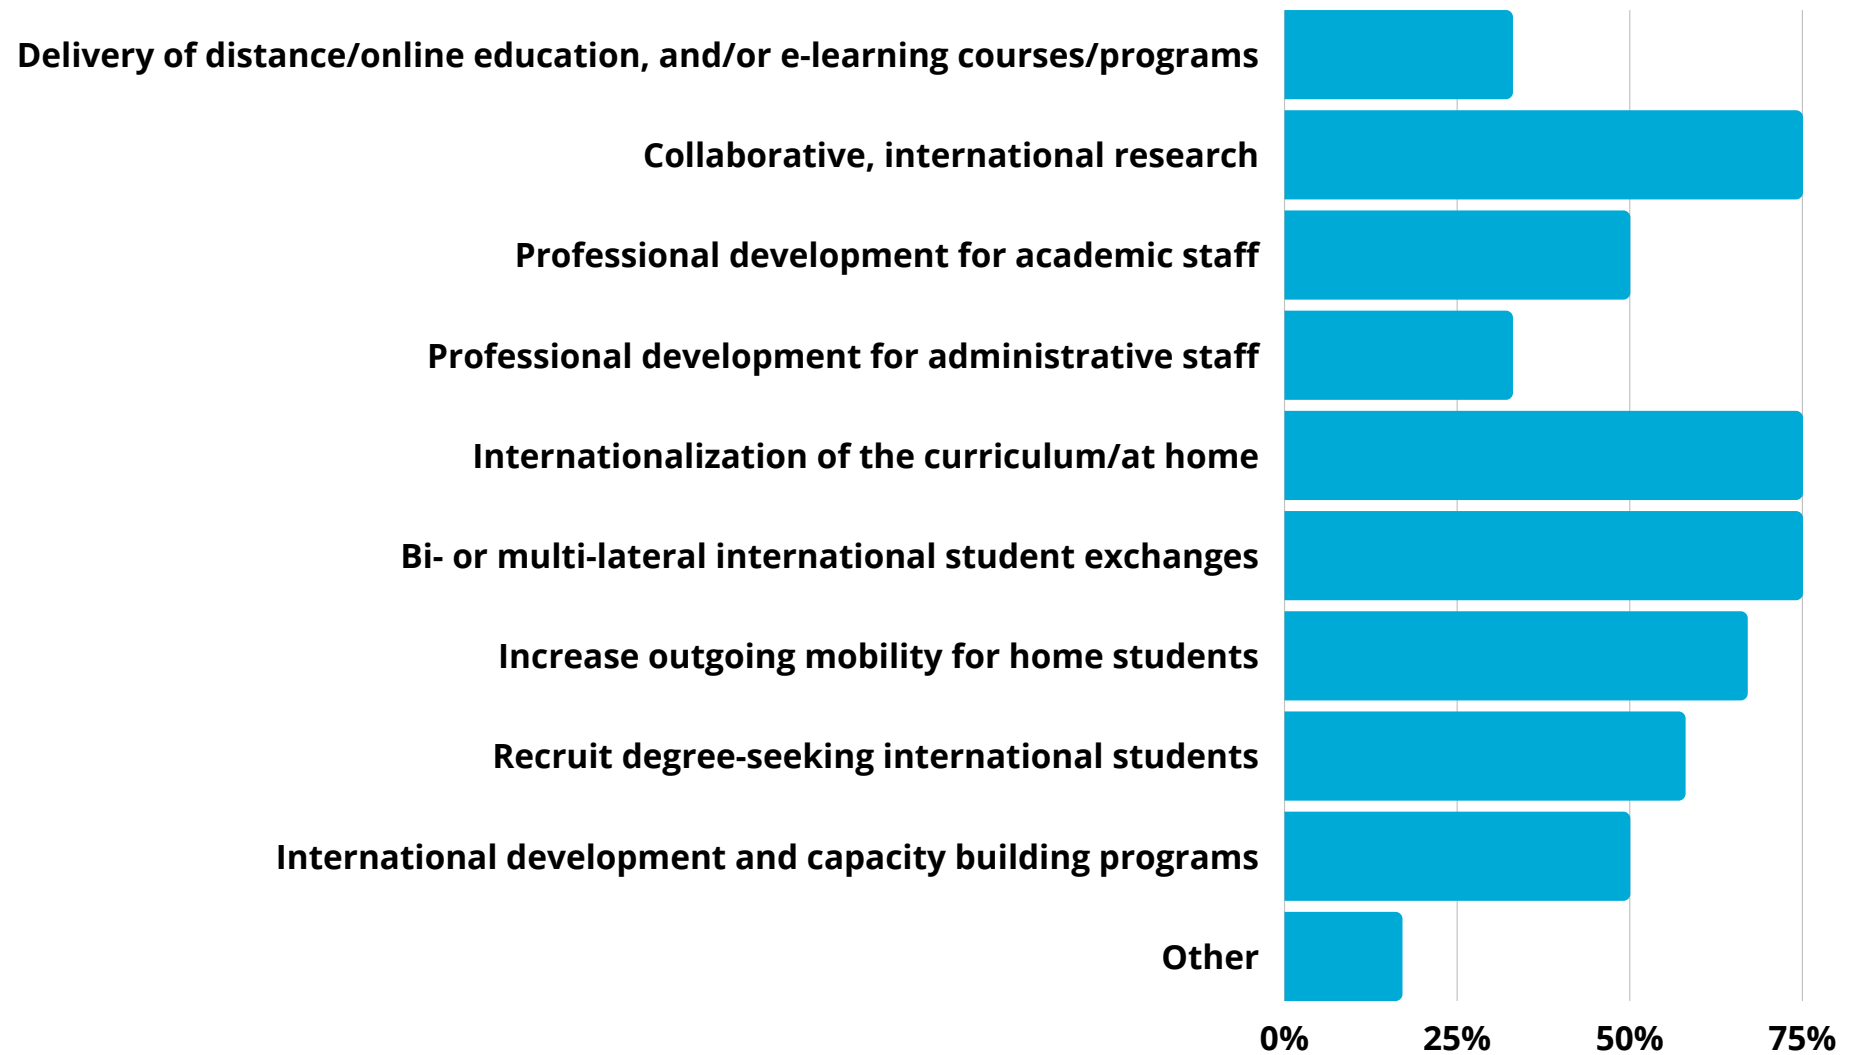 Delivery of distance/online education, and/or e-learning courses/programs
Collaborative, international research
Professional development for academic staff
Professional development for administrative staff
Internationalization of the curriculum/at home
Bi- or multi-lateral international student exchanges
Increase outgoing mobility for home students
Recruit degree-seeking international students
International development and capacity building programs
Other
0% 25% 50% 75%